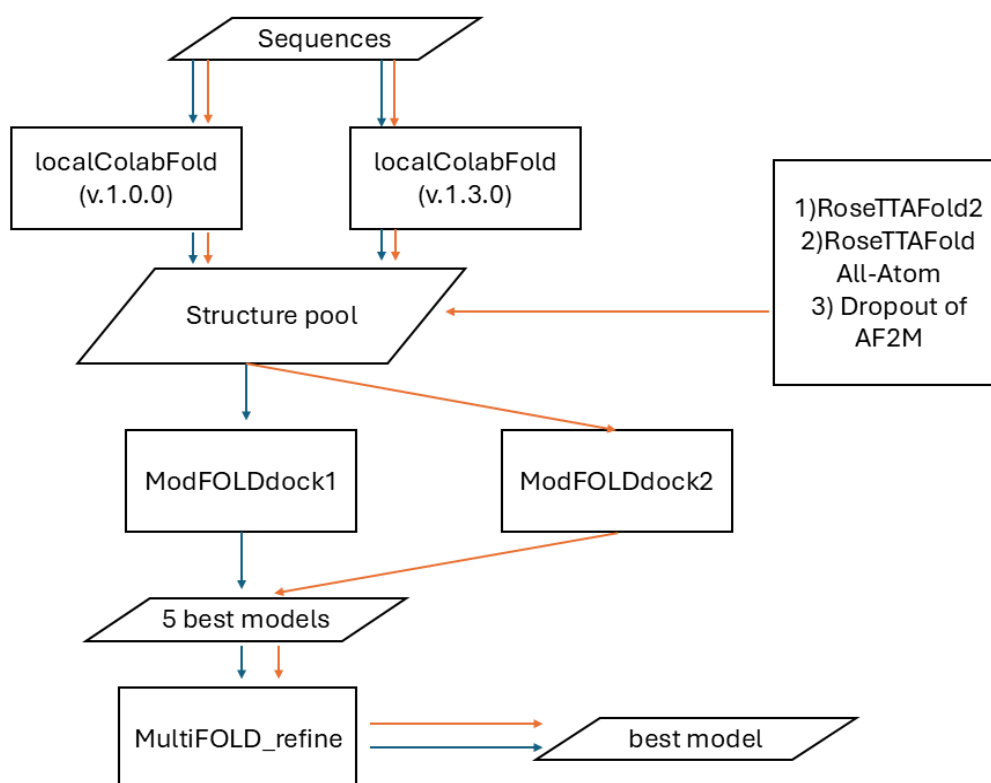 Sequences
localColabFold
(v.1.0.0)
localColabFold
(v.1.3.0)
1)RoseTTAFold2
2)RoseTTAFold
All-Atom
3) Dropout of
AF2M
Structure pool
ModFOLDdock1
ModFOLDdock2
5 best models
MultiFOLD_refine
best model